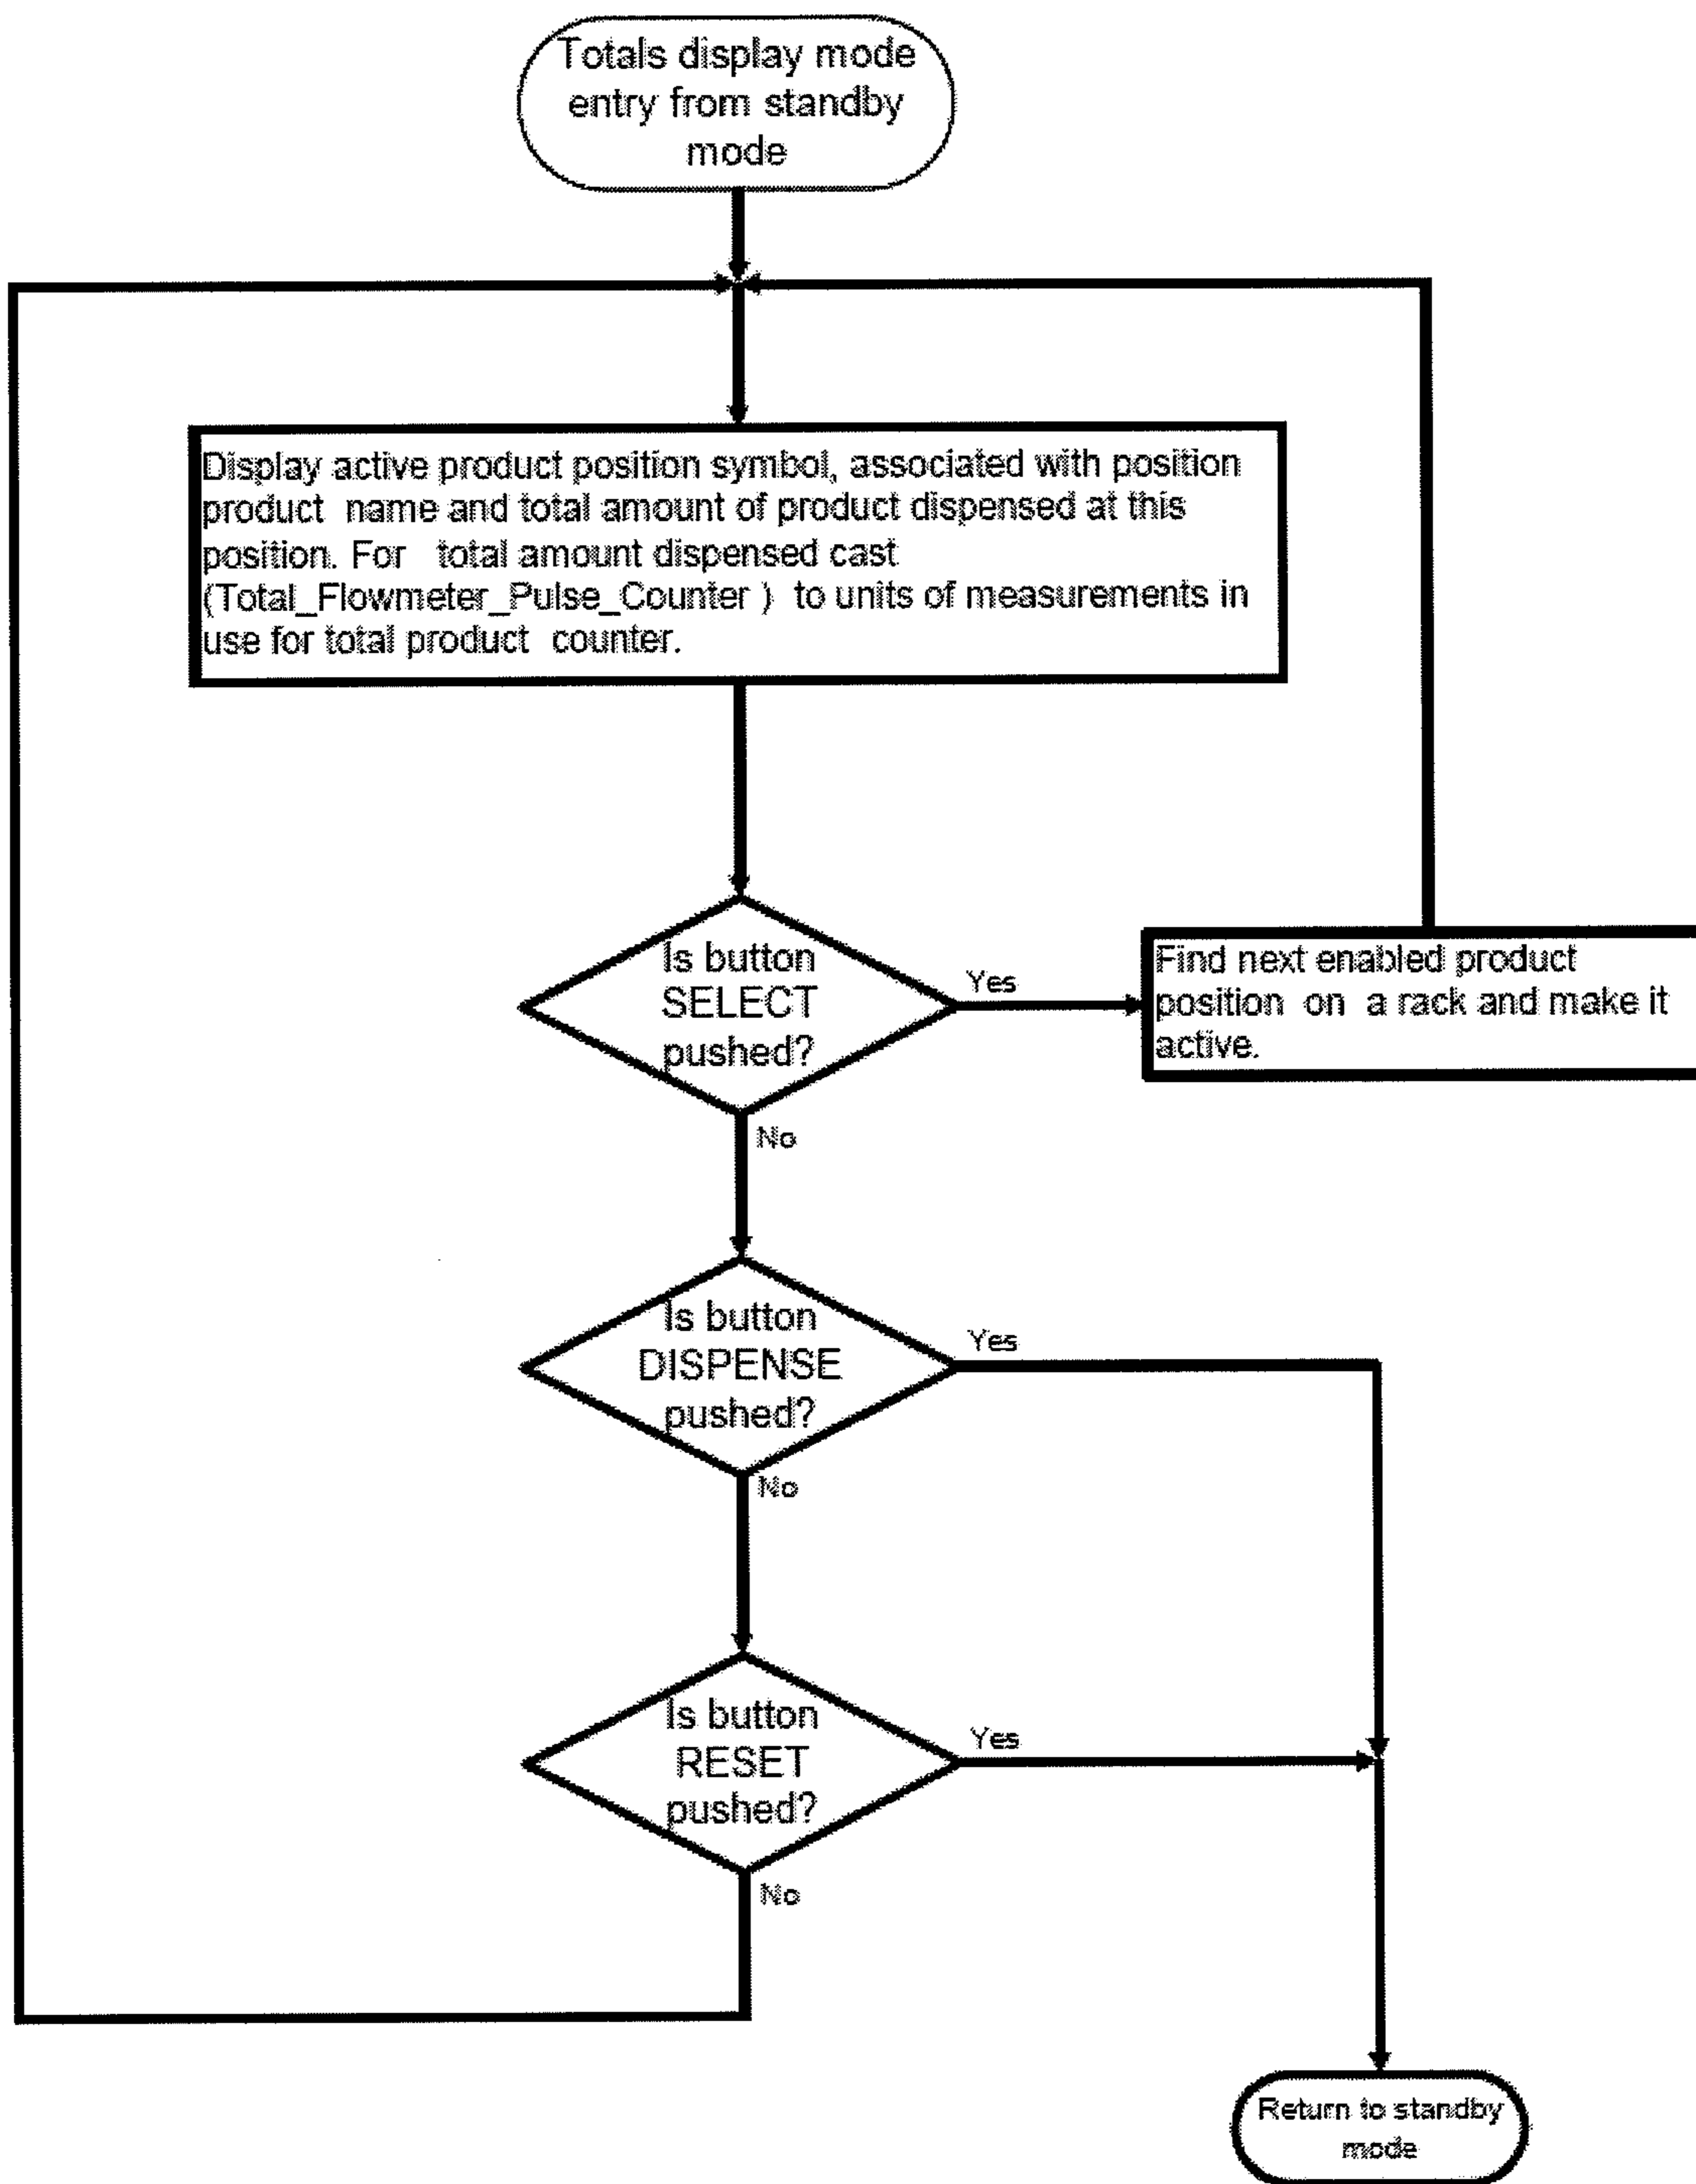 Totals display mode
entry from standby
mode
Display active product position symbol, associated with position
product name and total amount of product dispensed at this
position. For total amount dispensed cast
(Total_Flowmeter_Pulse_Counter ) to units of measurements in
use for total product counter.
Is button
SELECT
pushed?
Yes
Find next enabled product
position on a rack and make it
active.
No
Is button
DISPENSE
pushed?
Yes
No
Is button
RESET
pushed?
Yes
No
Return to standby
mode